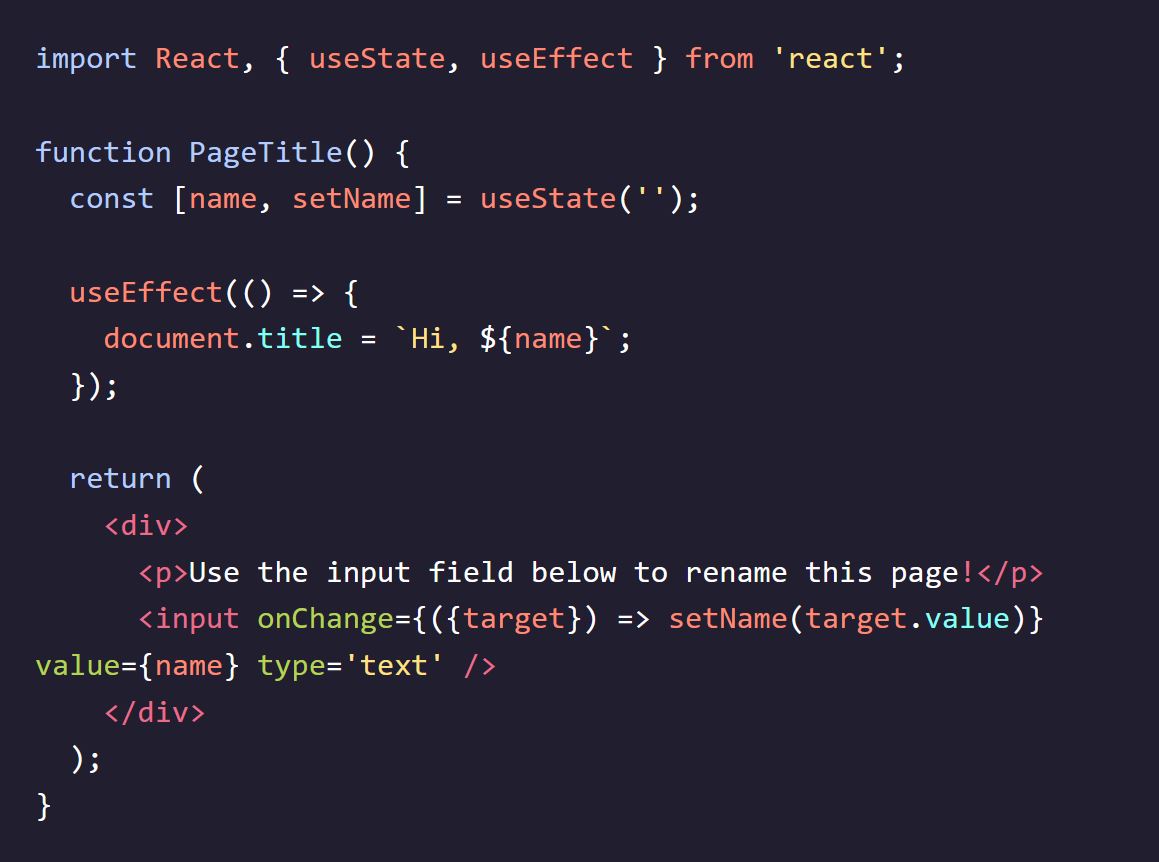 import React, { useState, useEffect } from 'react';

function PageTitle() {
  const [name, setName] = useState('');

  useEffect(() => {
    document.title = `Hi, ${name}`;
  });

  return (
    <div>
      <p>Use the input field below to rename this page!</p>
      <input onChange={({target}) => setName(target.value)}
value={name} type='text' />
    </div>
  );
}